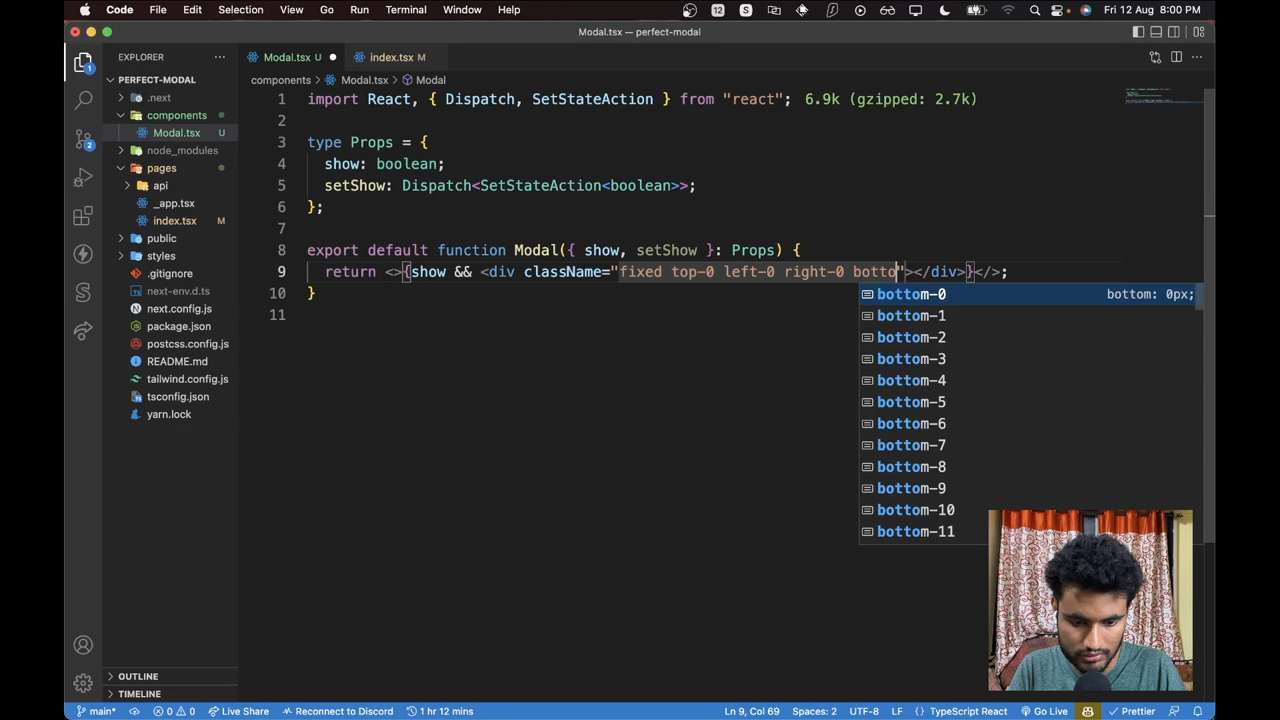 Code File Edit Selection View Go Run Terminal Window Help 12 S Fri 12 Aug 8:00 PM
Modal.tsx — perfect-modal
EXPLORER
Modal.tsx U
index.tsx M
PERFECT-MODAL
components > Modal.tsx > Modal
.next
components
Modal.tsx U
node_modules
pages
api
_app.tsx
index.tsx M
public
styles
.gitignore
next-env.d.ts
next.config.js
package.json
postcss.config.js
README.md
tailwind.config.js
tsconfig.json
yarn.lock
OUTLINE
TIMELINE
1
2
1 import React, { Dispatch, SetStateAction } from "react"; 6.9k (gzipped: 2.7k)
2
3 type Props = {
4 show: boolean;
5 setShow: Dispatch<SetStateAction<boolean>>;
6 };
7
8 export default function Modal({ show, setShow }: Props) {
9 return <>{show && <div className="fixed top-0 left-0 right-0 botto"></div>}</>;
10 }
11
bottom-0 bottom: 0px;
bottom-1
bottom-2
bottom-3
bottom-4
bottom-5
bottom-6
bottom-7
bottom-8
bottom-9
bottom-10
bottom-11
main* 0 0 Live Share Reconnect to Discord 1 hr 12 mins Ln 9, Col 69 Spaces: 2 UTF-8 LF {} TypeScript React Go Live Prettier